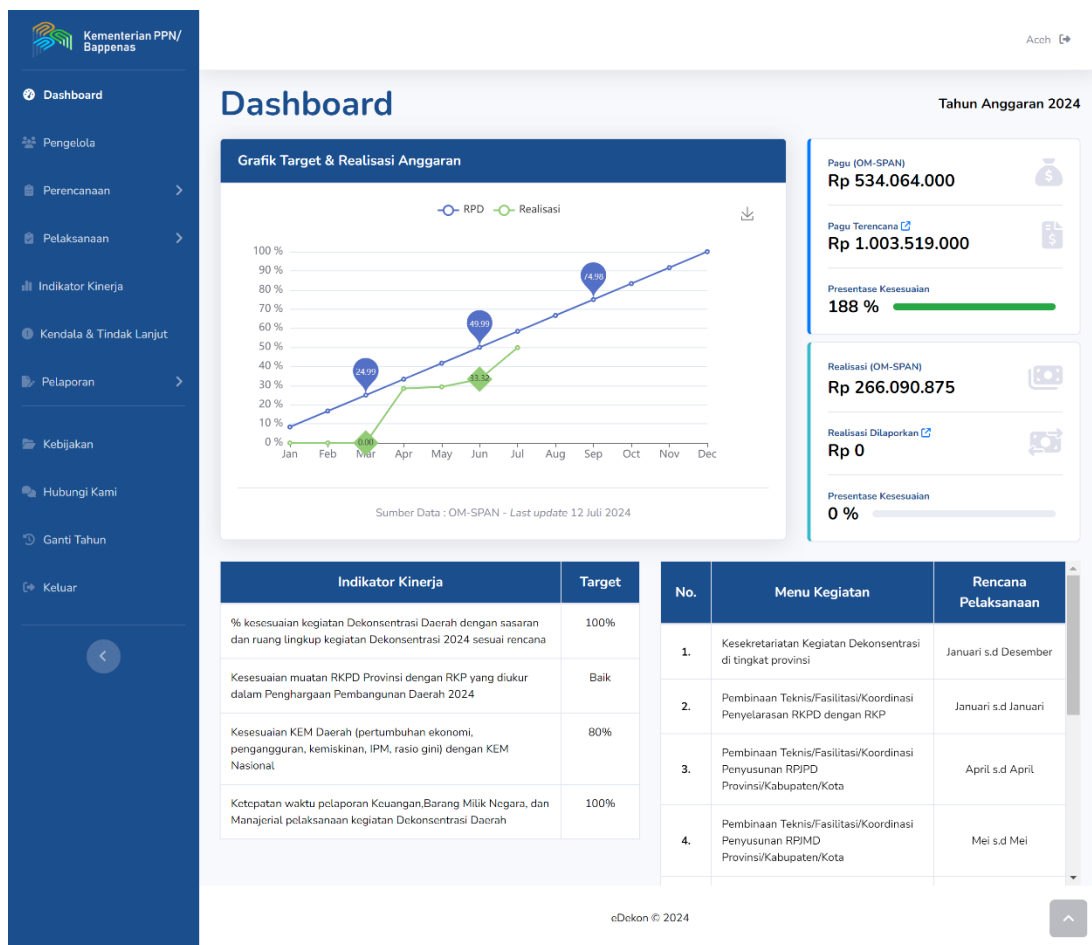 Kementerian PPN/
Bappenas
Aceh
Dashboard
Pengelola
Perencanaan
Pelaksanaan
Indikator Kinerja
Kendala & Tindak Lanjut
Pelaporan
Kebijakan
Hubungi Kami
Ganti Tahun
Keluar
Dashboard
Tahun Anggaran 2024
Grafik Target & Realisasi Anggaran
RPD Realisasi
100 %
90 %
80 %
70 %
60 %
50 %
40 %
30 %
20 %
10 %
0 %
24.99
49.99
74.98
0.00
33.32
Jan Feb Mar Apr May Jun Jul Aug Sep Oct Nov Dec
Sumber Data : OM-SPAN - Last update 12 Juli 2024
Pagu (OM-SPAN)
Rp 534.064.000
Pagu Terencana
Rp 1.003.519.000
Presentase Kesesuaian
188 %
Realisasi (OM-SPAN)
Rp 266.090.875
Realisasi Dilaporkan
Rp 0
Presentase Kesesuaian
0 %
Indikator Kinerja Target
% kesesuaian kegiatan Dekonsentrasi Daerah dengan sasaran 100%
dan ruang lingkup kegiatan Dekonsentrasi 2024 sesuai rencana
Kesesuaian muatan RKPD Provinsi dengan RKP yang diukur Baik
dalam Penghargaan Pembangunan Daerah 2024
Kesesuaian KEM Daerah (pertumbuhan ekonomi, 80%
pengangguran, kemiskinan, IPM, rasio gini) dengan KEM
Nasional
Ketepatan waktu pelaporan Keuangan,Barang Milik Negara, dan 100%
Manajerial pelaksanaan kegiatan Dekonsentrasi Daerah
No. Menu Kegiatan Rencana
Pelaksanaan
1. Kesekretariatan Kegiatan Dekonsentrasi Januari s.d Desember
di tingkat provinsi
2. Pembinaan Teknis/Fasilitasi/Koordinasi Januari s.d Januari
Penyelarasan RKPD dengan RKP
3. Pembinaan Teknis/Fasilitasi/Koordinasi April s.d April
Penyusunan RPJPD
Provinsi/Kabupaten/Kota
4. Pembinaan Teknis/Fasilitasi/Koordinasi Mei s.d Mei
Penyusunan RPJMD
Provinsi/Kabupaten/Kota
eDekon © 2024